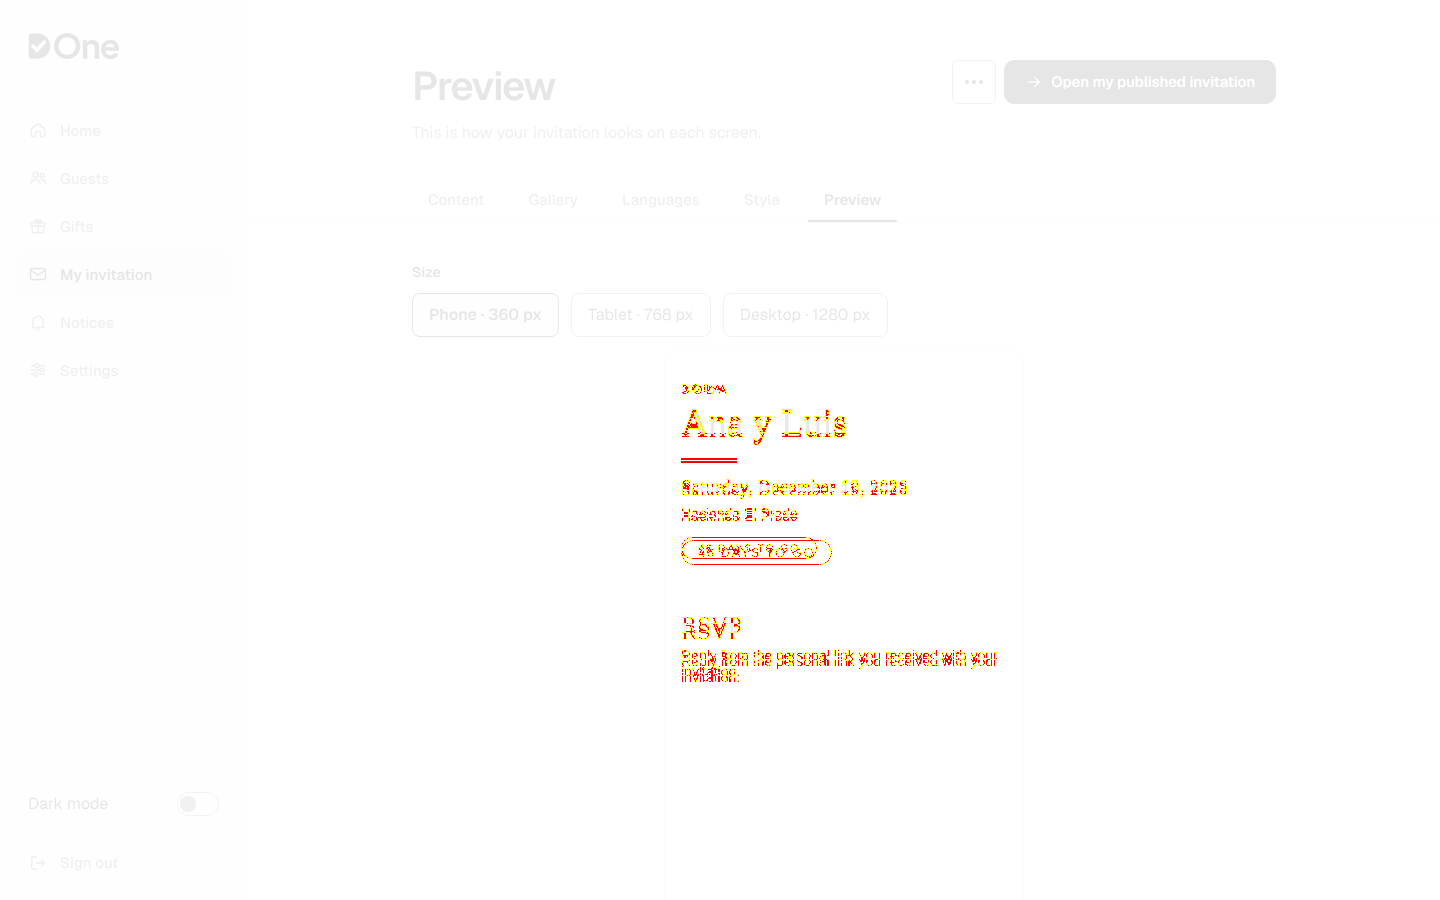 One
Home
Guests
Gifts
My invitation
Notices
Settings
Dark mode
Sign out
Preview
Open my published invitation
This is how your invitation looks on each screen.
Content
Gallery
Languages
Style
Preview
Size
Phone · 360 px
Tablet · 768 px
Desktop · 1280 px
Ana y Luis
Saturday, December 19, 2026
Hacienda El Prado
DAYS TO GO
RSVP
Reply from the personal link you received with your
invitation.